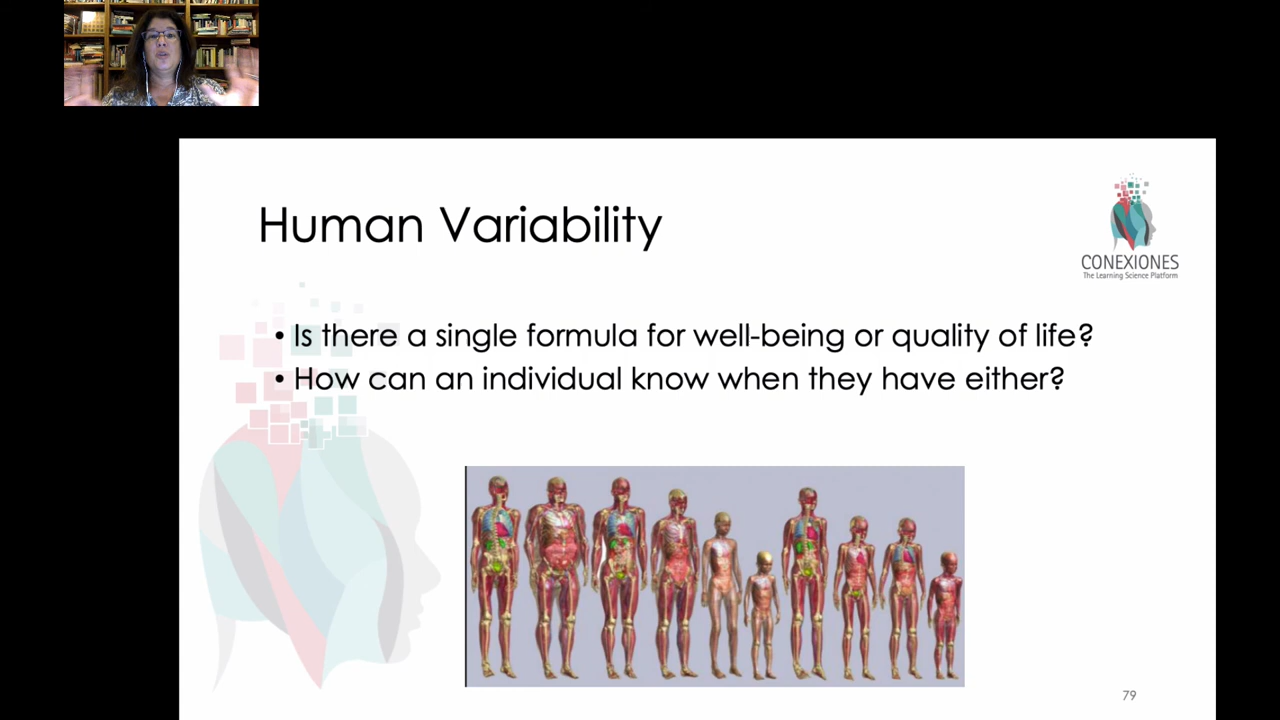 Human Variability
CONEXIONES
The Learning Science Platform
• Is there a single formula for well-being or quality of life?
• How can an individual know when they have either?
79